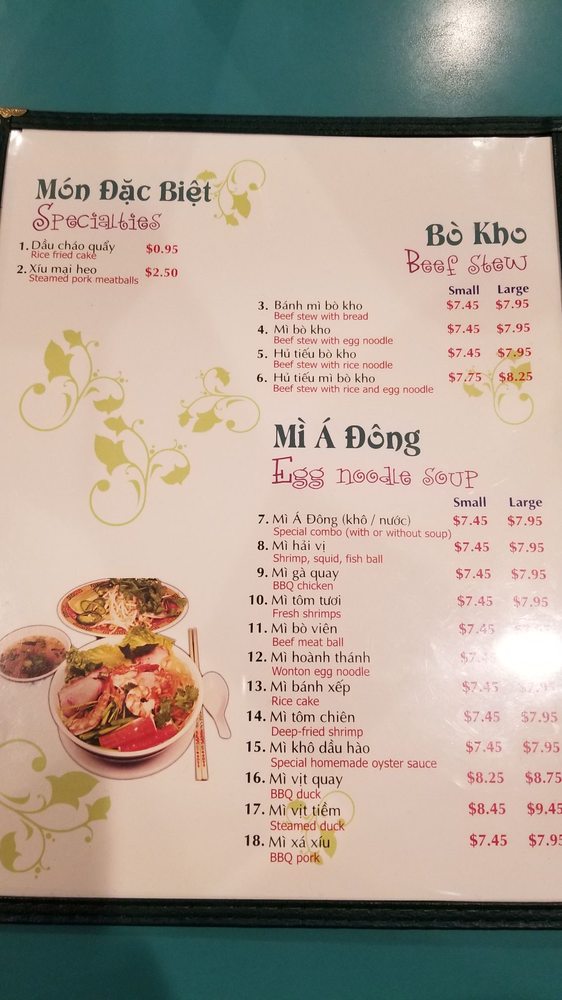 Món Đặc Biệt
Specialties
1. Dầu cháo quẩy $0.95
Rice fried cake
2. Xíu mại heo $2.50
Steamed pork meatballs
Bò Kho
Beef Stew
Small Large
3. Bánh mì bò kho $7.45 $7.95
Beef stew with bread
4. Mì bò kho $7.45 $7.95
Beef stew with egg noodle
5. Hủ tiếu bò kho $7.45 $7.95
Beef stew with rice noodle
6. Hủ tiếu mì bò kho $7.75 $8.25
Beef stew with rice and egg noodle
Mì Á Đông
Egg noodle soup
Small Large
7. Mì Á Đông (khô / nước) $7.45 $7.95
Special combo (with or without soup)
8. Mì hải vị $7.45 $7.95
Shrimp, squid, fish ball
9. Mì gà quay $7.45 $7.95
BBQ chicken
10. Mì tôm tươi $7.45 $7.95
Fresh shrimps
11. Mì bò viên $7.45
Beef meat ball
12. Mì hoành thánh
Wonton egg noodle
13. Mì bánh xếp $7.45 $7.95
Rice cake
14. Mì tôm chiên $7.45 $7.95
Deep-fried shrimp
15. Mì khô dầu hào $7.45 $7.95
Special homemade oyster sauce
16. Mì vịt quay $8.25 $8.75
BBQ duck
17. Mì vịt tiềm $8.45 $9.45
Steamed duck
18. Mì xá xíu $7.45 $7.95
BBQ pork